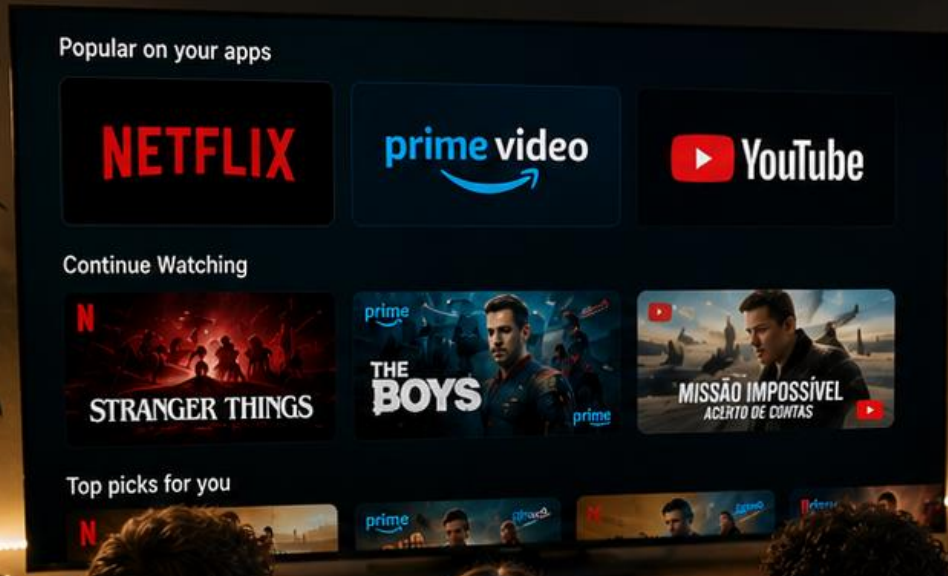 Popular on your apps
NETFLIX
prime video
YouTube
Continue Watching
N
STRANGER THINGS
prime
THE
BOYS
prime
MISSÃO IMPOSSÍVEL
ACERTO DE CONTAS
Top picks for you
N
prime
N